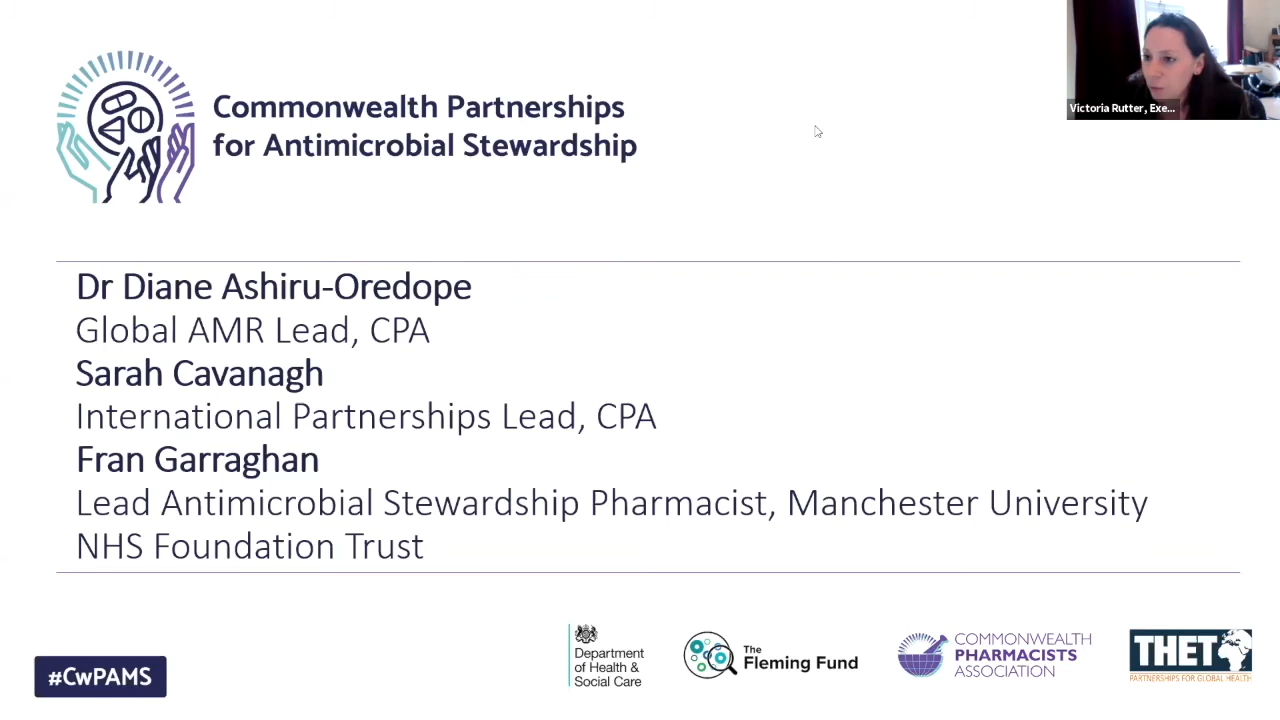 Commonwealth Partnerships
for Antimicrobial Stewardship
Victoria Rutter, Exe...
Dr Diane Ashiru-Oredope
Global AMR Lead, CPA
Sarah Cavanagh
International Partnerships Lead, CPA
Fran Garraghan
Lead Antimicrobial Stewardship Pharmacist, Manchester University
NHS Foundation Trust
#CwPAMS
Department
of Health &
Social Care
The
Fleming Fund
COMMONWEALTH
PHARMACISTS
ASSOCIATION
THET
PARTNERSHIPS FOR GLOBAL HEALTH